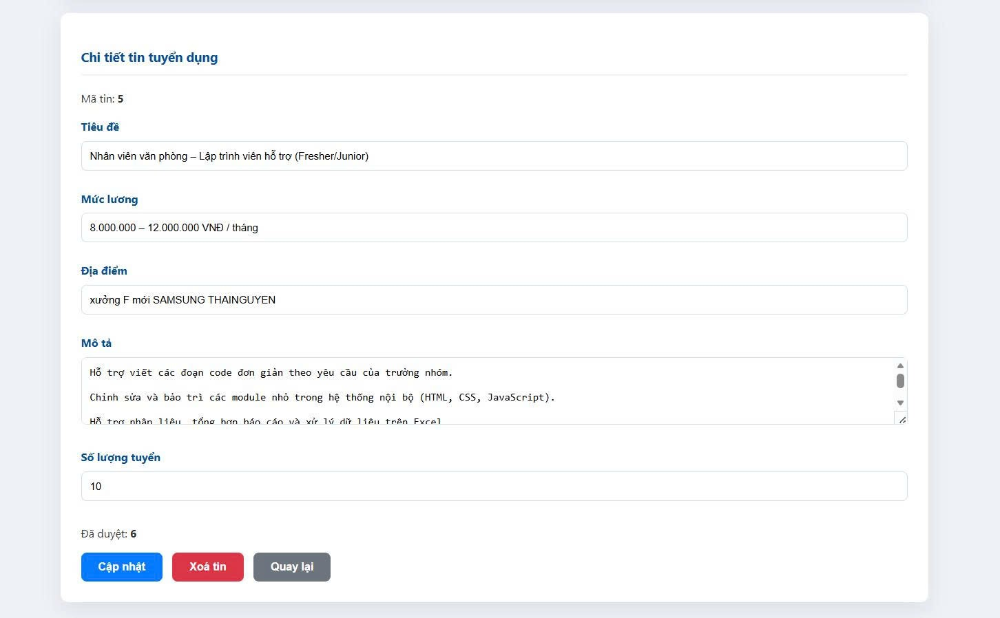 Chi tiết tin tuyển dụng
Mã tin: 5
Tiêu đề
Nhân viên văn phòng – Lập trình viên hỗ trợ (Fresher/Junior)
Mức lương
8.000.000 – 12.000.000 VNĐ / tháng
Địa điểm
xưởng F mới SAMSUNG THAINGUYEN
Mô tả
Hỗ trợ viết các đoạn code đơn giản theo yêu cầu của trưởng nhóm.
Chỉnh sửa và bảo trì các module nhỏ trong hệ thống nội bộ (HTML, CSS, JavaScript).
Hỗ trợ nhập liệu, tổng hợp báo cáo và xử lý dữ liệu trên Excel
Số lượng tuyển
10
Đã duyệt: 6
Cập nhật
Xoá tin
Quay lại